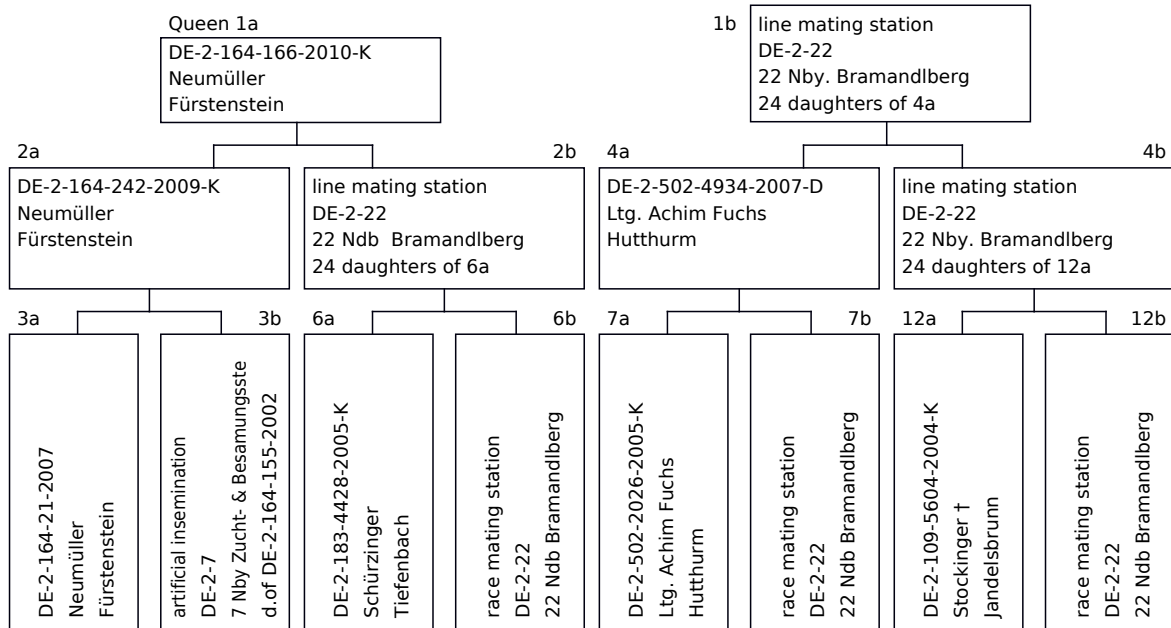 Queen 1a
DE-2-164-166-2010-K
Neumüller
Fürstenstein
1b
line mating station
DE-2-22
22 Nby. Bramandlberg
24 daughters of 4a
2a
DE-2-164-242-2009-K
Neumüller
Fürstenstein
2b
line mating station
DE-2-22
22 Ndb  Bramandlberg
24 daughters of 6a
4a
DE-2-502-4934-2007-D
Ltg. Achim Fuchs
Hutthurm
4b
line mating station
DE-2-22
22 Nby. Bramandlberg
24 daughters of 12a
3a
DE-2-164-21-2007
Neumüller
Fürstenstein
3b
artificial insemination
DE-2-7
7 Nby Zucht- & Besamungsste
d.of DE-2-164-155-2002
6a
DE-2-183-4428-2005-K
Schürzinger
Tiefenbach
6b
race mating station
DE-2-22
22 Ndb Bramandlberg
7a
DE-2-502-2026-2005-K
Ltg. Achim Fuchs
Hutthurm
7b
race mating station
DE-2-22
22 Ndb Bramandlberg
12a
DE-2-109-5604-2004-K
Stockinger †
Jandelsbrunn
12b
race mating station
DE-2-22
22 Ndb Bramandlberg